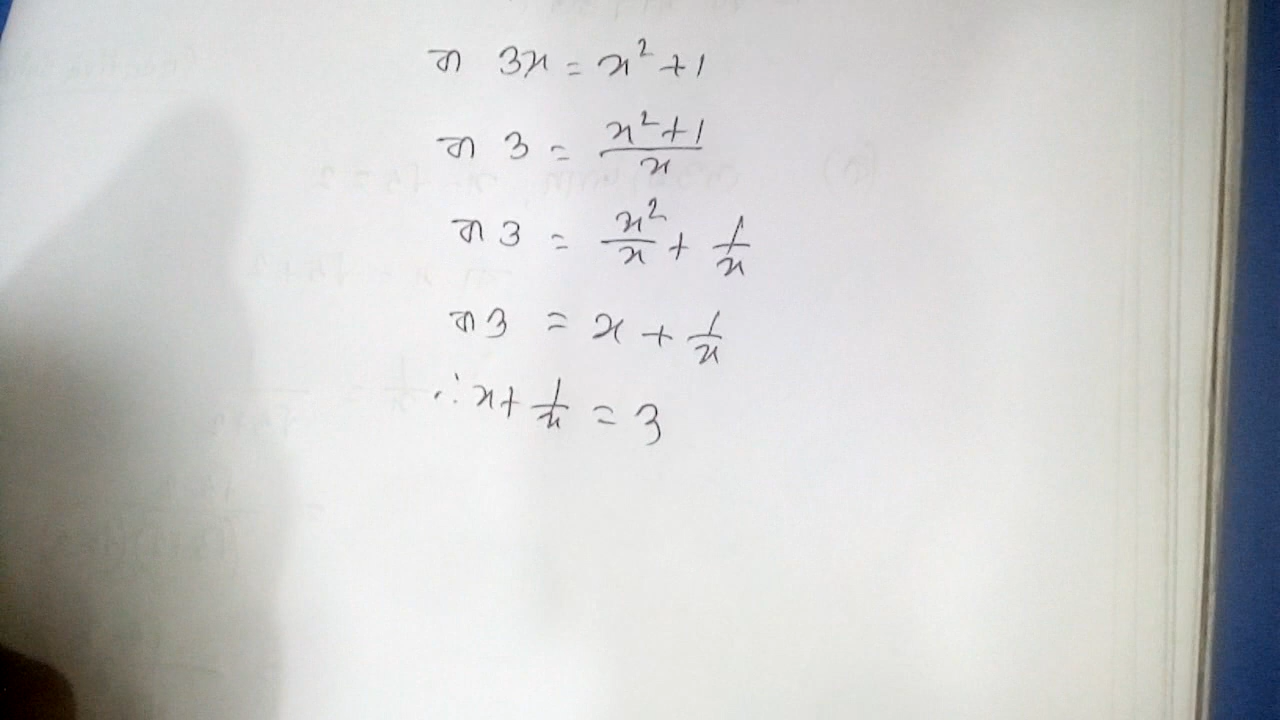 বা 3x = x² + 1
বা 3 = (x² + 1)/x
বা 3 = x²/x + 1/x
বা 3 = x + 1/x
∴ x + 1/x = 3